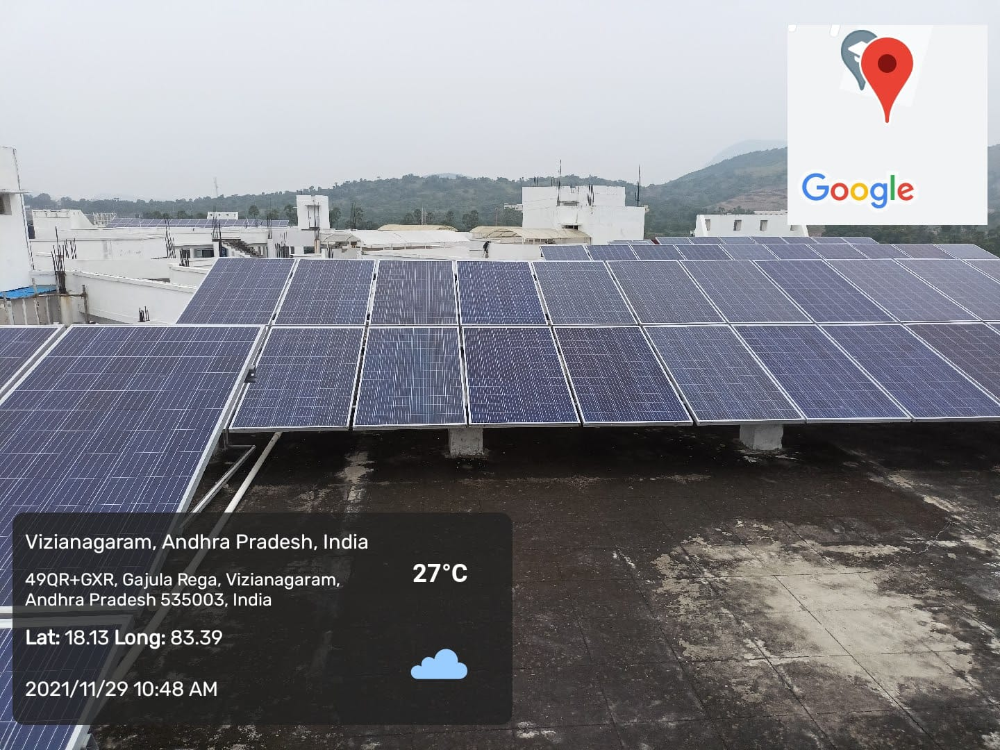 Google
Vizianagaram, Andhra Pradesh, India
49QR+GXR, Gajula Rega, Vizianagaram,
Andhra Pradesh 535003, India
27°C
Lat: 18.13 Long: 83.39
2021/11/29 10:48 AM